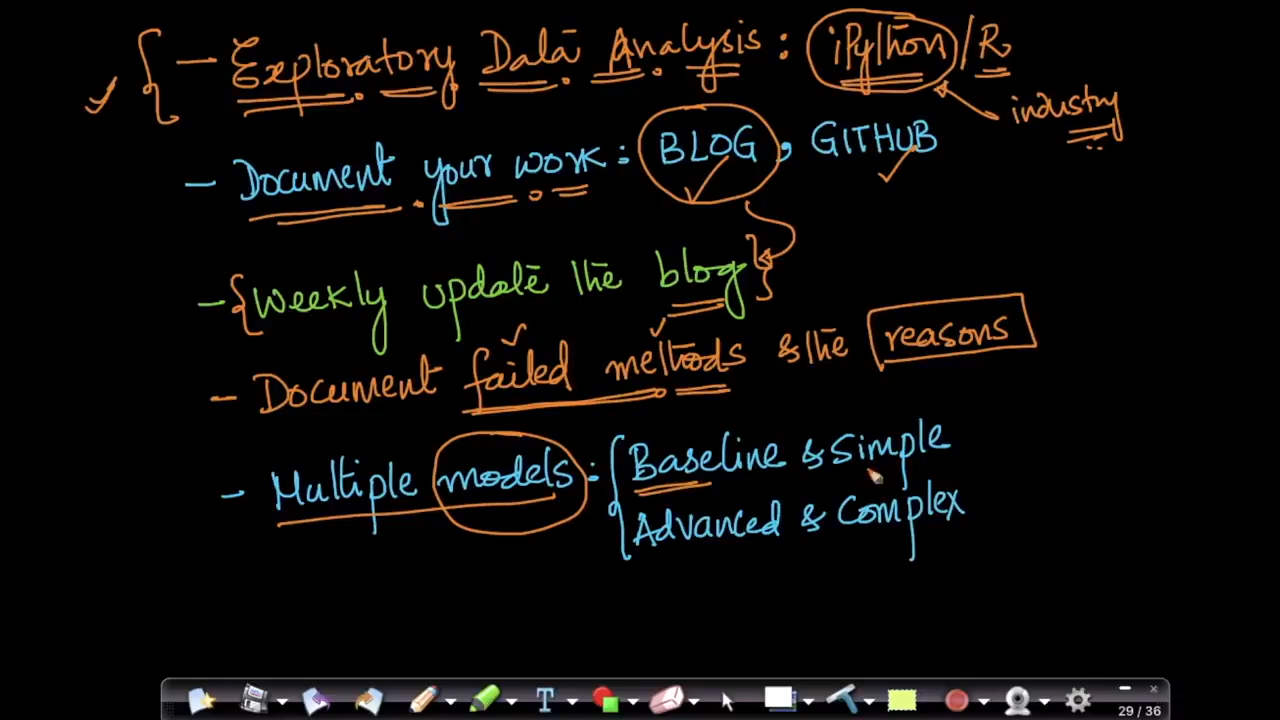 - Exploratory Data Analysis: iPython/R
industry
- Document your work: BLOG, GITHUB
- {Weekly update the blog}
- Document failed methods & the reasons
- Multiple models: { Baseline & Simple
Advanced & Complex
T
29 / 36